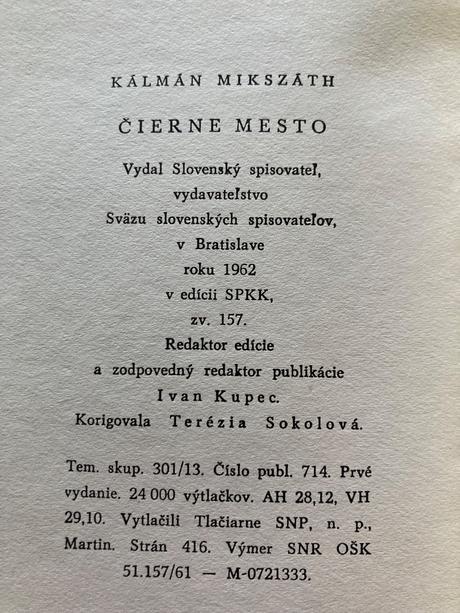 KÁLMÁN MIKSZÁTH
ČIERNE MESTO
Vydal Slovenský spisovateľ,
vydavateľstvo
Sväzu slovenských spisovateľov,
v Bratislave
roku 1962
v edícii SPKK,
zv. 157.
Redaktor edície
a zodpovedný redaktor publikácie
Ivan Kupec.
Korigovala Terézia Sokolová.
Tem. skup. 301/13. Číslo publ. 714. Prvé
vydanie. 24 000 výtlačkov. AH 28,12, VH
29,10. Vytlačili Tlačiarne SNP, n. p.,
Martin. Strán 416. Výmer SNR OŠK
51.157/61 — M-0721333.